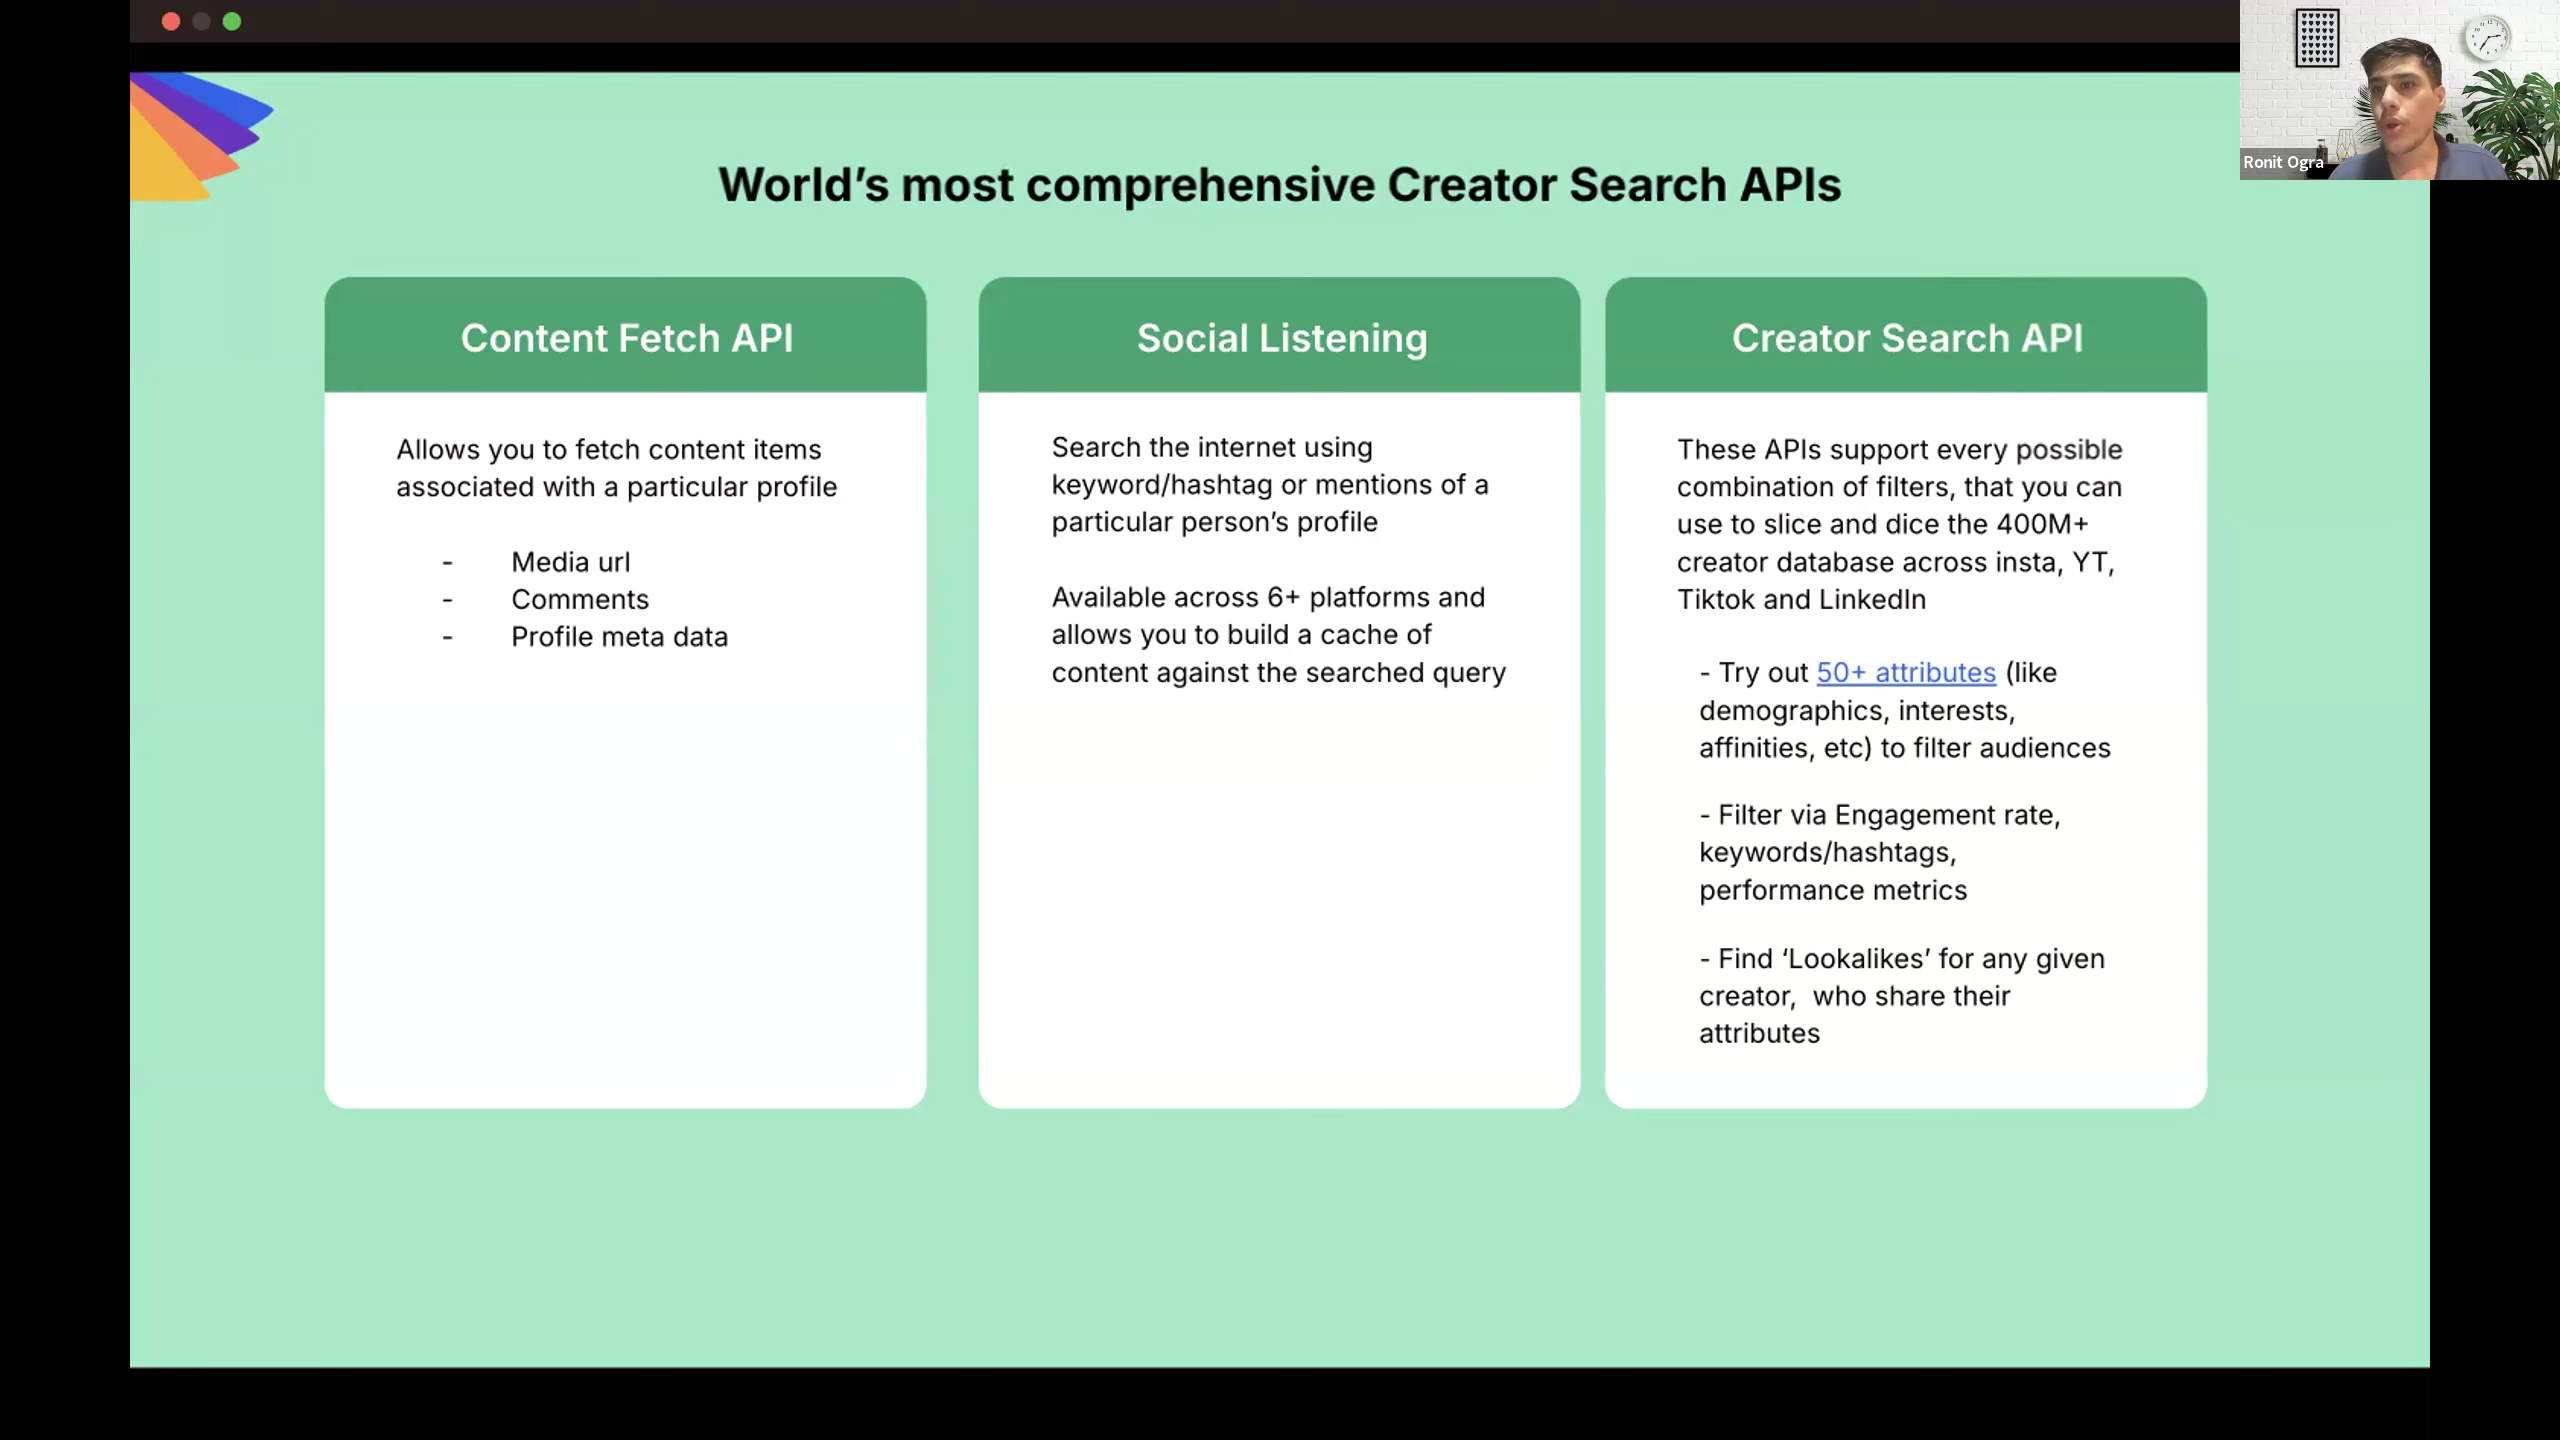 Ronit Ogra
World’s most comprehensive Creator Search APIs
Content Fetch API
Allows you to fetch content items
associated with a particular profile
- Media url
- Comments
- Profile meta data
Social Listening
Search the internet using
keyword/hashtag or mentions of a
particular person’s profile
Available across 6+ platforms and
allows you to build a cache of
content against the searched query
Creator Search API
These APIs support every possible
combination of filters, that you can
use to slice and dice the 400M+
creator database across insta, YT,
Tiktok and LinkedIn
- Try out 50+ attributes (like
demographics, interests,
affinities, etc) to filter audiences
- Filter via Engagement rate,
keywords/hashtags,
performance metrics
- Find ‘Lookalikes’ for any given
creator,  who share their
attributes